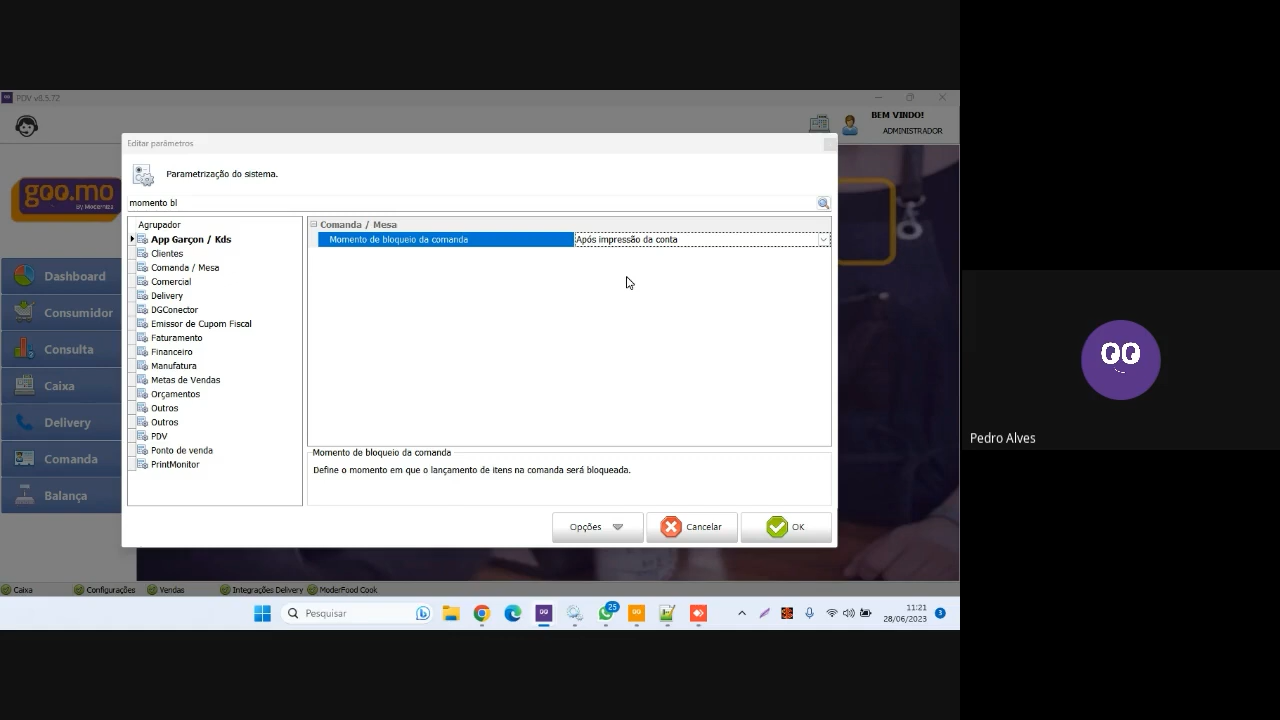 PDV v8.5.72
BEM VINDO!
ADMINISTRADOR
goo.mo
By Moderniza
Dashboard
Consumidor
Consulta
Caixa
Delivery
Comanda
Balança
Editar parâmetros
Parametrização do sistema.
momento bl
Agrupador
App Garçon / Kds
Clientes
Comanda / Mesa
Comercial
Delivery
DGConector
Emissor de Cupom Fiscal
Faturamento
Financeiro
Manufatura
Metas de Vendas
Orçamentos
Outros
Outros
PDV
Ponto de venda
PrintMonitor
Comanda / Mesa
Momento de bloqueio da comanda Após impressão da conta
Momento de bloqueio da comanda
Define o momento em que o lançamento de itens na comanda será bloqueada.
Opções Cancelar OK
Caixa Configurações Vendas Integrações Delivery ModerFood Cook
Pesquisar
25
11:21
28/06/2023
3
Pedro Alves